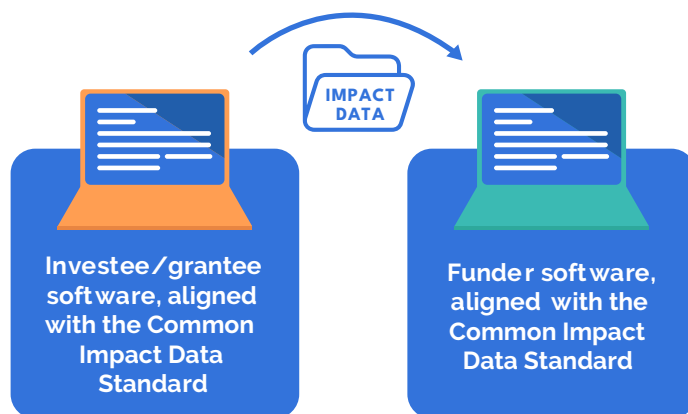 IMPACT
DATA
Investee/grantee
software, aligned
with the Common
Impact Data
Standard
Funder software,
aligned with the
Common Impact
Data Standard